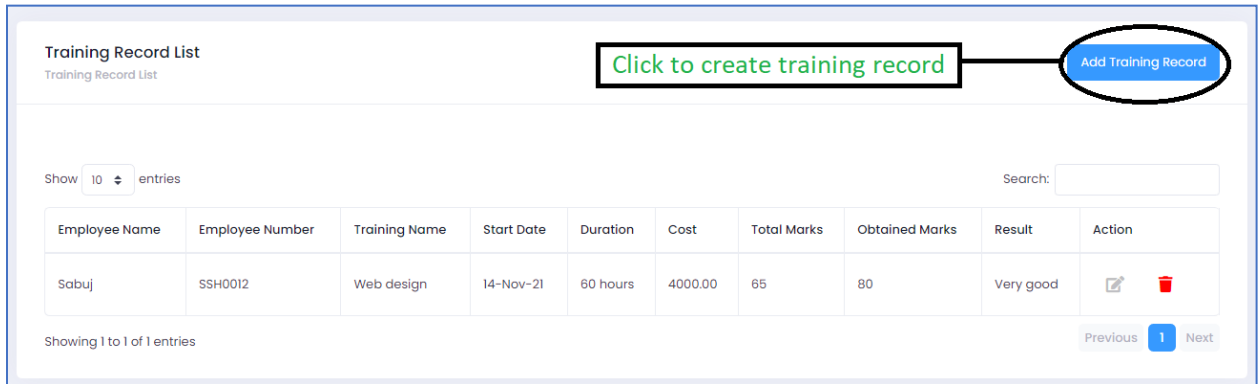 Training Record List
Training Record List
Click to create training record
Add Training Record
Show 10 entries
Search:
Employee Name Employee Number Training Name Start Date Duration Cost Total Marks Obtained Marks Result Action
Sabuj SSH0012 Web design 14-Nov-21 60 hours 4000.00 65 80 Very good
Showing 1 to 1 of 1 entries
Previous 1 Next